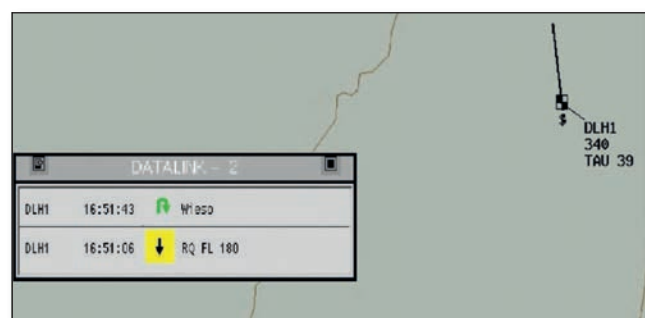 DLH1
340
TAU 39
DATALINK - 2
DLH1 16:51:43 Wieso
DLH1 16:51:06 RQ FL 180